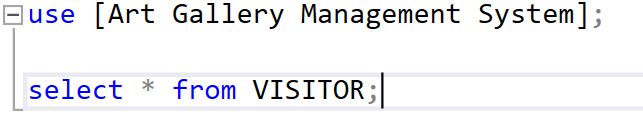 use [Art Gallery Management System];
select * from VISITOR;